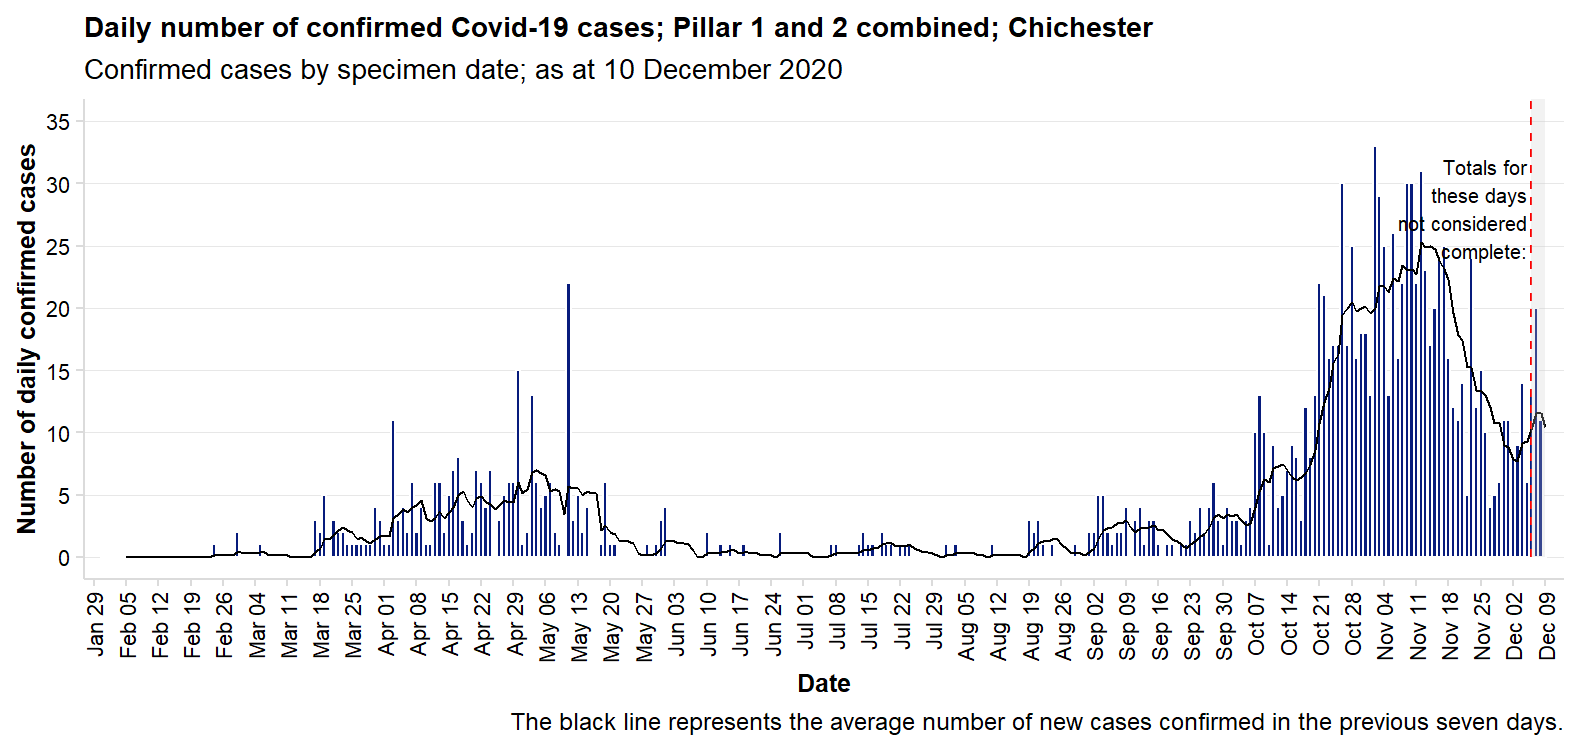 Daily number of confirmed Covid-19 cases; Pillar 1 and 2 combined; Chichester
Confirmed cases by specimen date; as at 10 December 2020
Number of daily confirmed cases
35
30
25
20
15
10
5
0
Totals for
these days
not considered
complete:
Jan 29
Feb 05
Feb 12
Feb 19
Feb 26
Mar 04
Mar 11
Mar 18
Mar 25
Apr 01
Apr 08
Apr 15
Apr 22
Apr 29
May 06
May 13
May 20
May 27
Jun 03
Jun 10
Jun 17
Jun 24
Jul 01
Jul 08
Jul 15
Jul 22
Jul 29
Aug 05
Aug 12
Aug 19
Aug 26
Sep 02
Sep 09
Sep 16
Sep 23
Sep 30
Oct 07
Oct 14
Oct 21
Oct 28
Nov 04
Nov 11
Nov 18
Nov 25
Dec 02
Dec 09
Date
The black line represents the average number of new cases confirmed in the previous seven days.